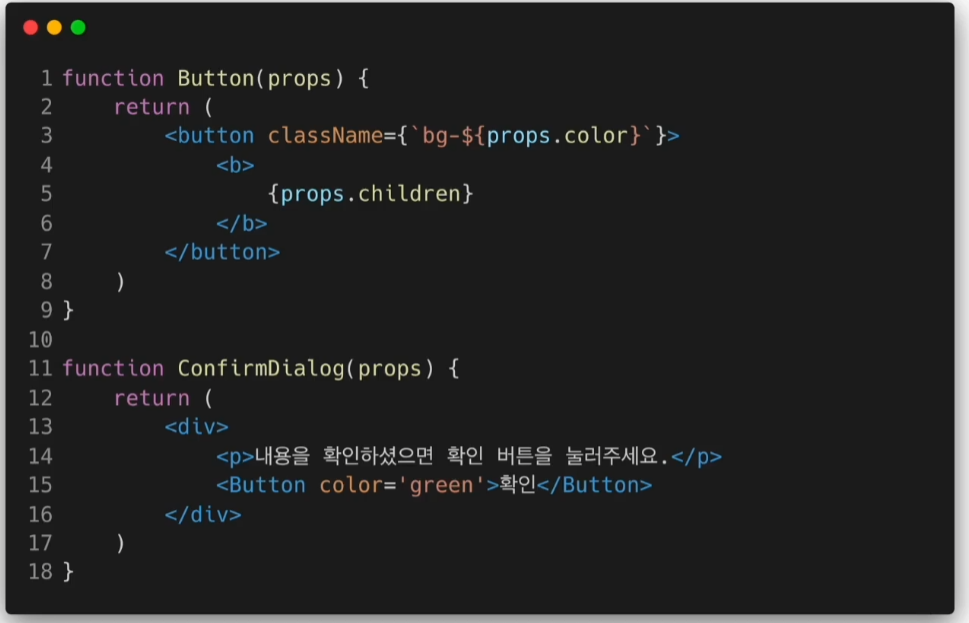 1 function Button(props) {
2     return (
3         <button className={`bg-${props.color}`}>
4             <b>
5                 {props.children}
6             </b>
7         </button>
8     )
9 }
10
11 function ConfirmDialog(props) {
12     return (
13         <div>
14             <p>내용을 확인하셨으면 확인 버튼을 눌러주세요.</p>
15             <Button color='green'>확인</Button>
16         </div>
17     )
18 }